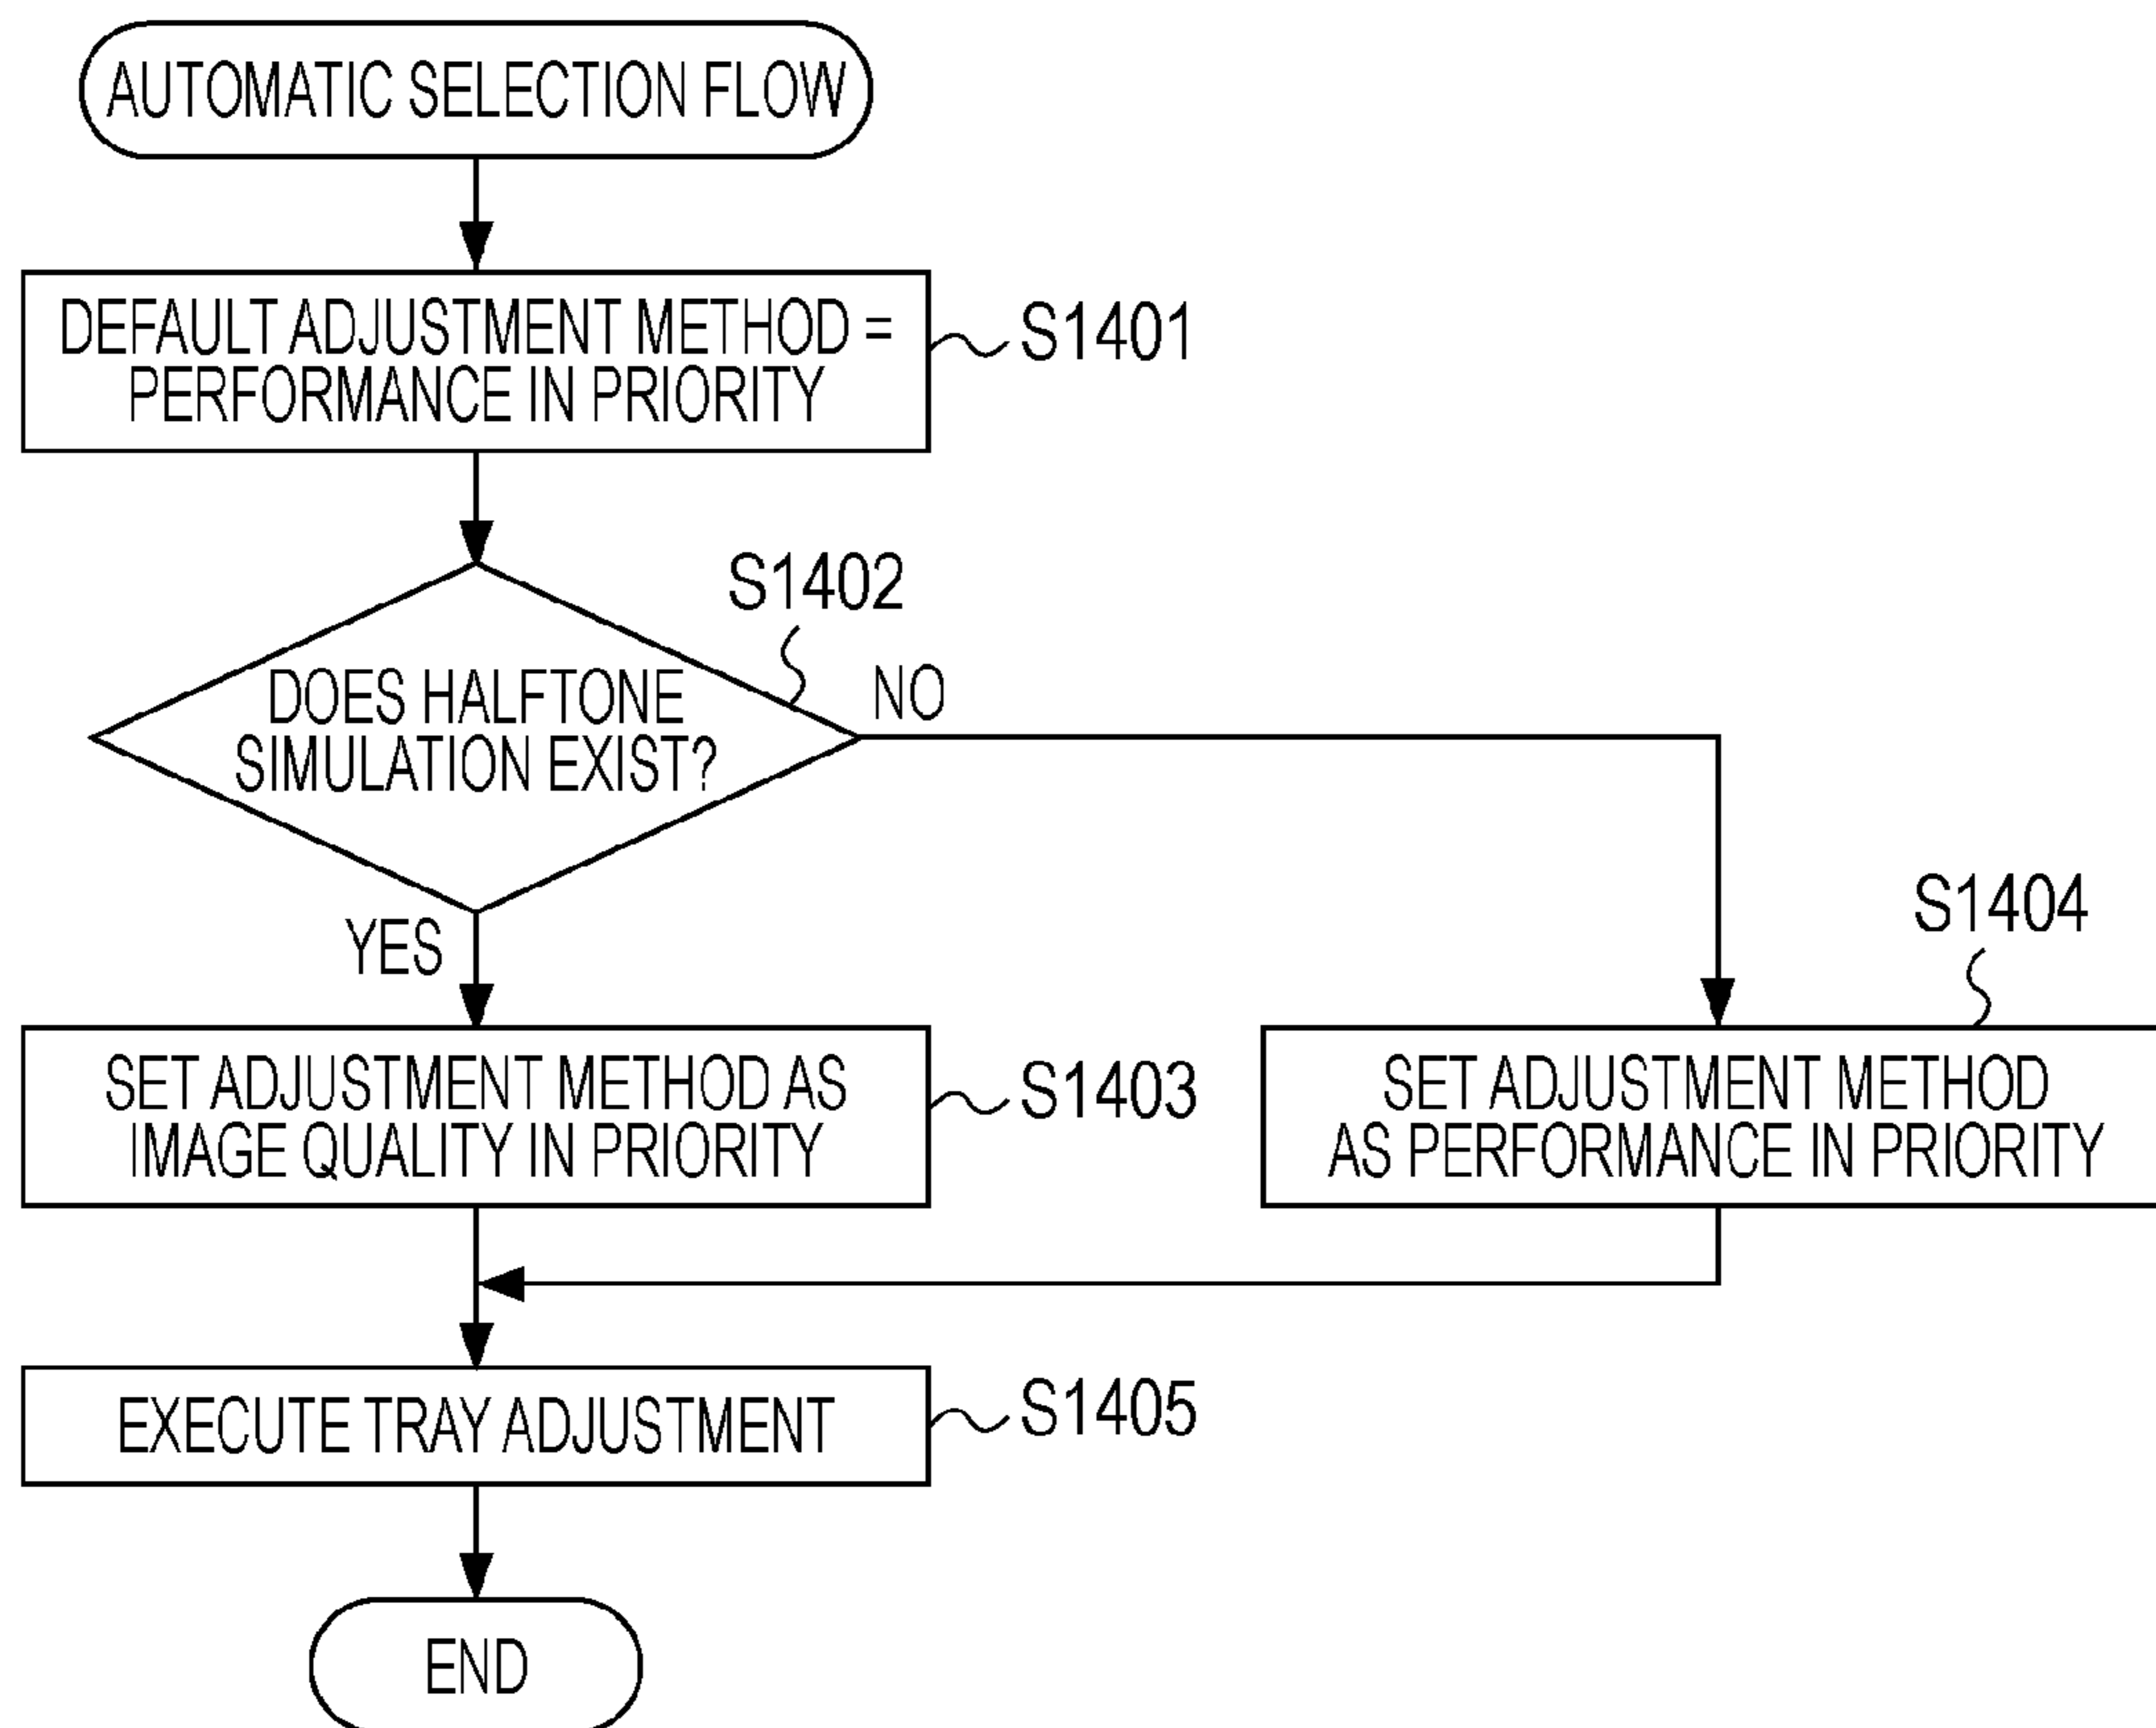 AUTOMATIC SELECTION FLOW
DEFAULT ADJUSTMENT METHOD =
PERFORMANCE IN PRIORITY
S1401
S1402
DOES HALFTONE
SIMULATION EXIST?
NO
YES
S1404
SET ADJUSTMENT METHOD AS
IMAGE QUALITY IN PRIORITY
S1403
SET ADJUSTMENT METHOD
AS PERFORMANCE IN PRIORITY
EXECUTE TRAY ADJUSTMENT
S1405
END